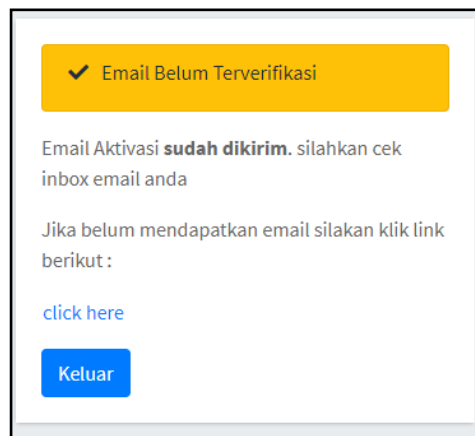 Email Belum Terverifikasi
Email Aktivasi sudah dikirim. silahkan cek
inbox email anda
Jika belum mendapatkan email silakan klik link
berikut :
click here
Keluar